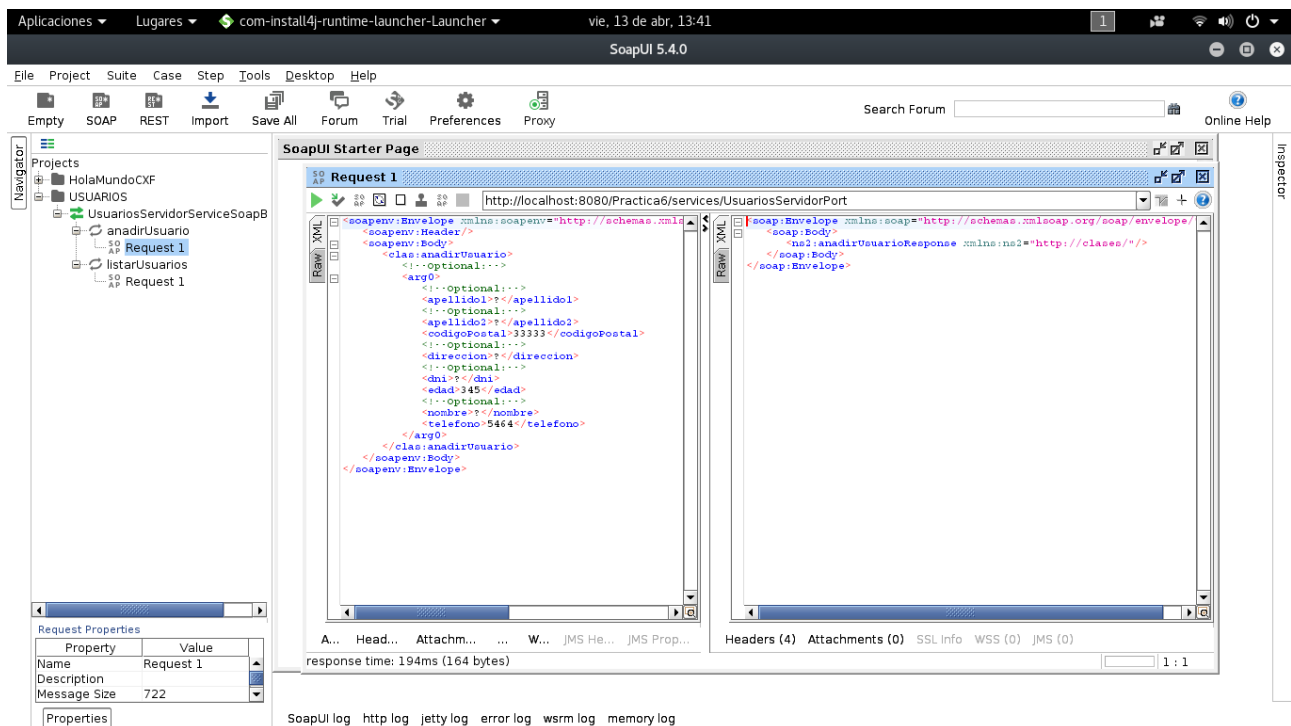 Aplicaciones Lugares com-install4j-runtime-launcher-Launcher vie, 13 de abr, 13:41 1
SoapUI 5.4.0
File Project Suite Case Step Tools Desktop Help
Empty SOAP REST Import Save All Forum Trial Preferences Proxy Search Forum Online Help
Navigator
Projects
HolaMundoCXF
USUARIOS
UsuariosServidorServiceSoapB
anadirUsuario
Request 1
listarUsuarios
Request 1
Request Properties
Property Value
Name Request 1
Description
Message Size 722
Properties
SoapUI Starter Page
Request 1
http://localhost:8080/Practica6/services/UsuariosServidorPort
XML
Raw
<soapenv:Envelope xmlns:soapenv="http://schemas.xmls
<soapenv:Header/>
<soapenv:Body>
<clas:anadirUsuario>
<!--Optional:-->
<arg0>
<!--Optional:-->
<apellido1>?</apellido1>
<!--Optional:-->
<apellido2>?</apellido2>
<codigoPostal>33333</codigoPostal>
<!--Optional:-->
<direccion>?</direccion>
<!--Optional:-->
<dni>?</dni>
<edad>345</edad>
<!--Optional:-->
<nombre>?</nombre>
<telefono>5464</telefono>
</arg0>
</clas:anadirUsuario>
</soapenv:Body>
</soapenv:Envelope>
A... Head... Attachm... ... W... JMS He... JMS Prop...
XML
Raw
<soap:Envelope xmlns:soap="http://schemas.xmlsoap.org/soap/envelope/
<soap:Body>
<ns2:anadirUsuarioResponse xmlns:ns2="http://clases/"/>
</soap:Body>
</soap:Envelope>
Headers (4) Attachments (0) SSL Info WSS (0) JMS (0)
response time: 194ms (164 bytes) 1 : 1
SoapUI log http log jetty log error log wsrm log memory log
Inspector